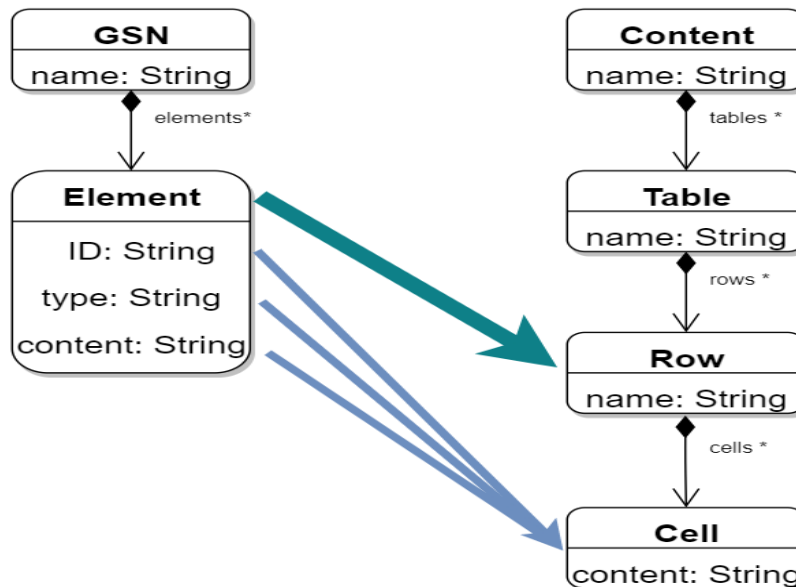 GSN
name: String
elements*
Element
ID: String
type: String
content: String
Content
name: String
tables *
Table
name: String
rows *
Row
name: String
cells *
Cell
content: String